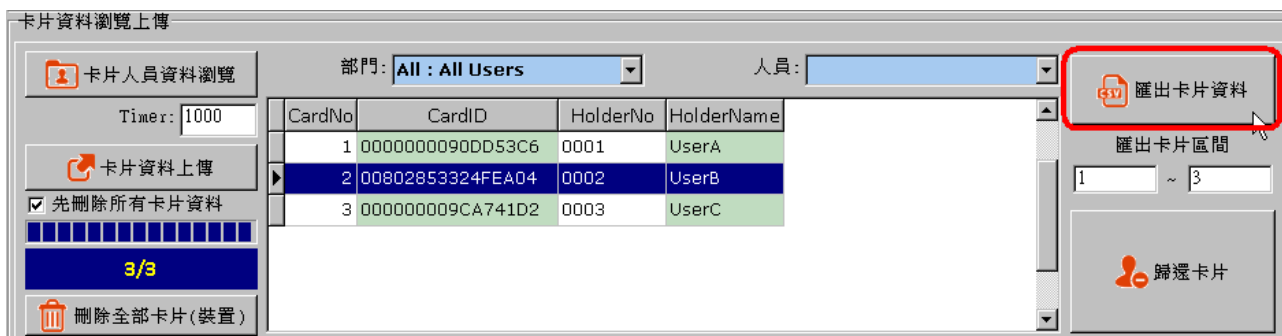 卡片資料瀏覽上傳
卡片人員資料瀏覽
部門: All : All Users
人員:
CSV 匯出卡片資料
Timer: 1000
CardNo CardID HolderNo HolderName
1 0000000090DD53C6 0001 UserA
2 00802853324FEA04 0002 UserB
3 000000009CA741D2 0003 UserC
匯出卡片區間
1 ~ 3
卡片資料上傳
先刪除所有卡片資料
3/3
歸還卡片
刪除全部卡片(裝置)